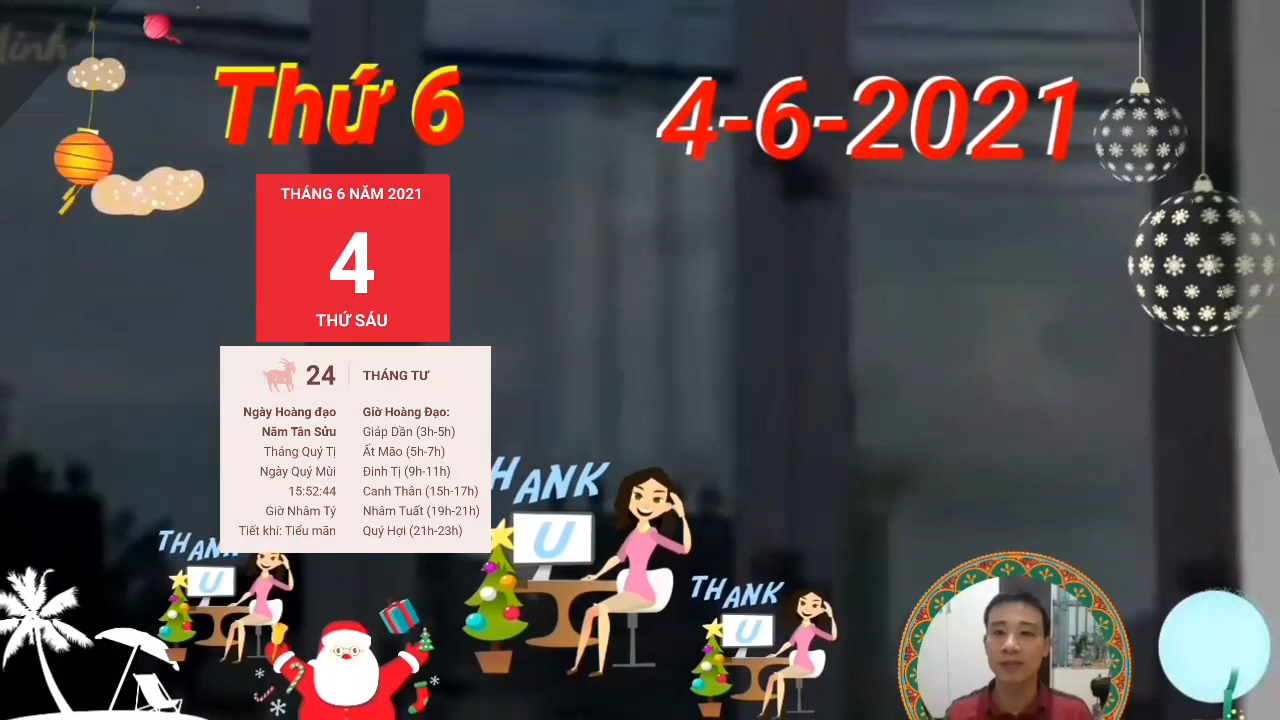 Minh
Thứ 6
4-6-2021
THÁNG 6 NĂM 2021
4
THỨ SÁU
24
THÁNG TƯ
Ngày Hoàng đạo
Năm Tân Sửu
Tháng Quý Tị
Ngày Quý Mùi
15:52:44
Giờ Nhâm Tý
Tiết khí: Tiểu mãn
Giờ Hoàng Đạo:
Giáp Dần (3h-5h)
Ất Mão (5h-7h)
Đinh Tị (9h-11h)
Canh Thân (15h-17h)
Nhâm Tuất (19h-21h)
Quý Hợi (21h-23h)
THANK
U
HANK
U
THANK
U